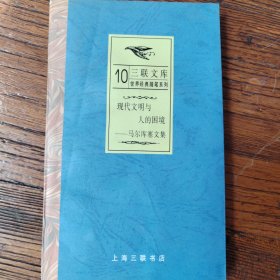 10 三联文库
世界经典随笔系列
现代文明与
人的困境
——马尔库塞文集
上海三联书店